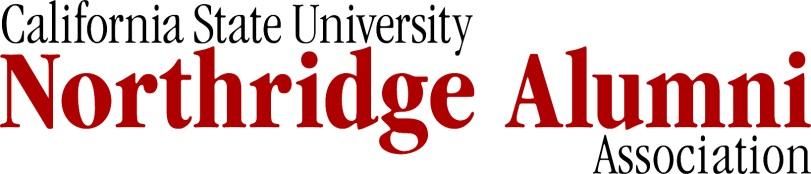 California State University
Northridge Alumni
Association